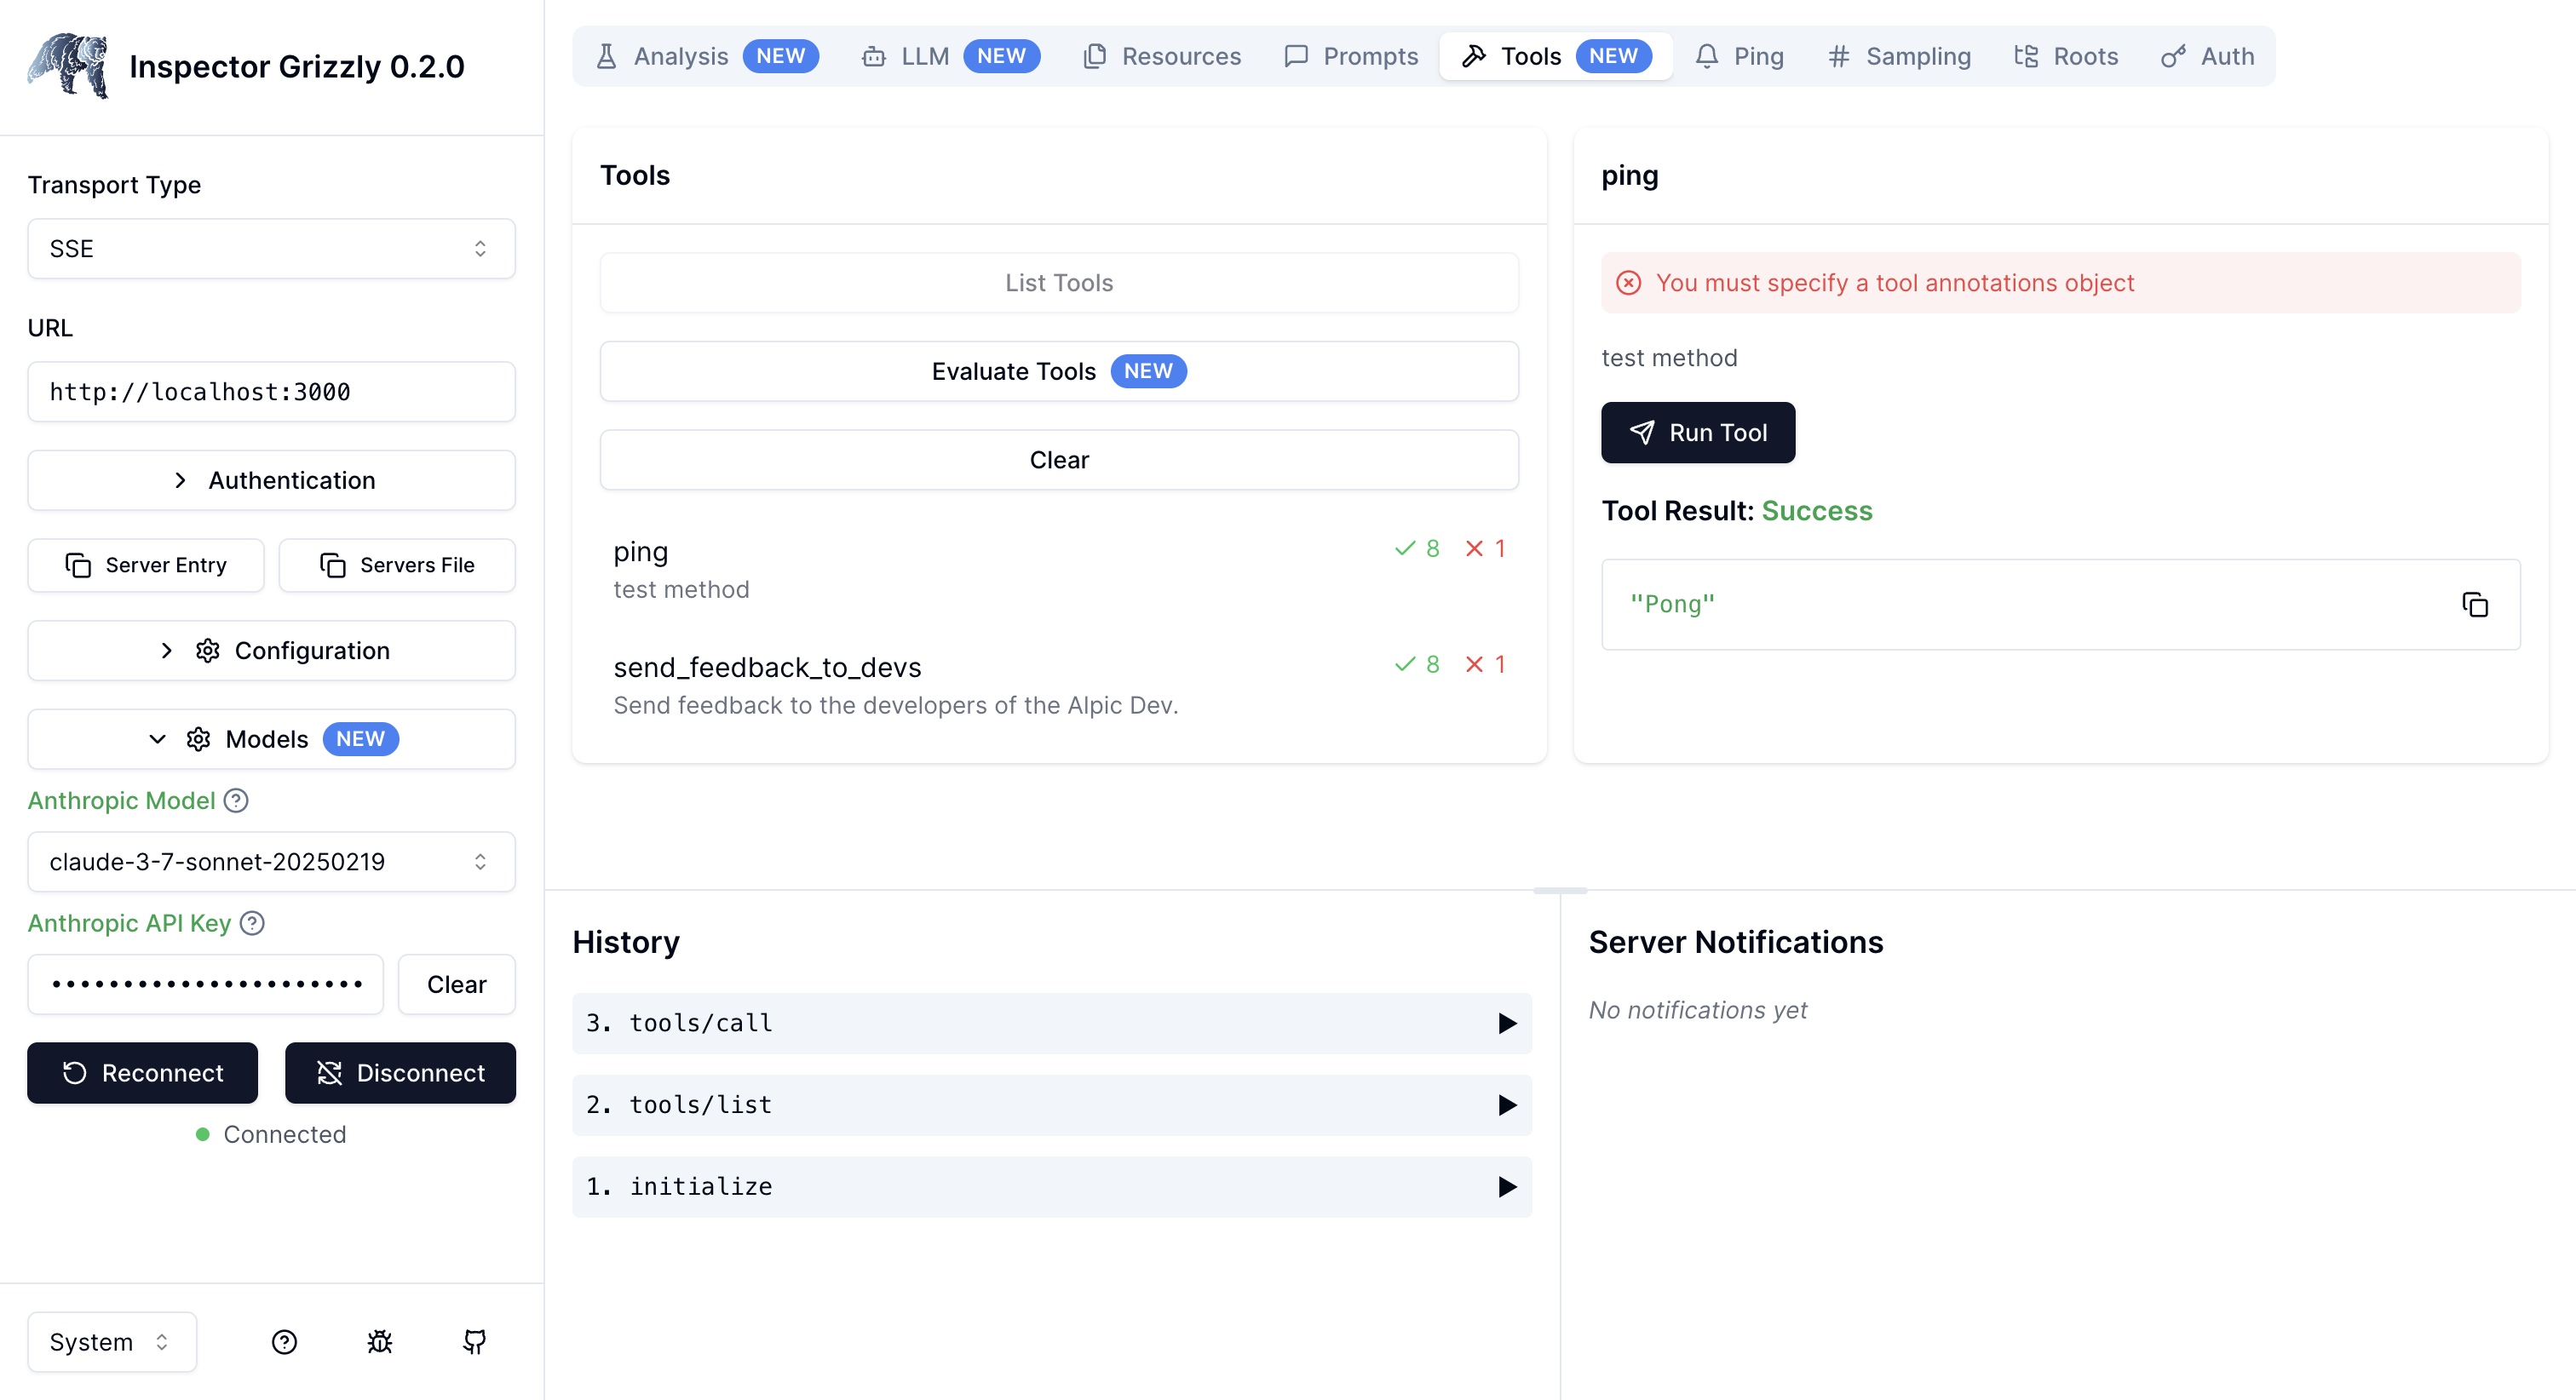 Inspector Grizzly 0.2.0
Transport Type
SSE
URL
http://localhost:3000
Authentication
Server Entry
Servers File
Configuration
Models NEW
Anthropic Model
claude-3-7-sonnet-20250219
Anthropic API Key
••••••••••••••••••••••
Clear
Reconnect
Disconnect
Connected
System
Analysis NEW
LLM NEW
Resources
Prompts
Tools NEW
Ping
Sampling
Roots
Auth
Tools
List Tools
Evaluate Tools NEW
Clear
ping
8 1
test method
send_feedback_to_devs
8 1
Send feedback to the developers of the Alpic Dev.
ping
You must specify a tool annotations object
test method
Run Tool
Tool Result: Success
"Pong"
History
3. tools/call
2. tools/list
1. initialize
Server Notifications
No notifications yet